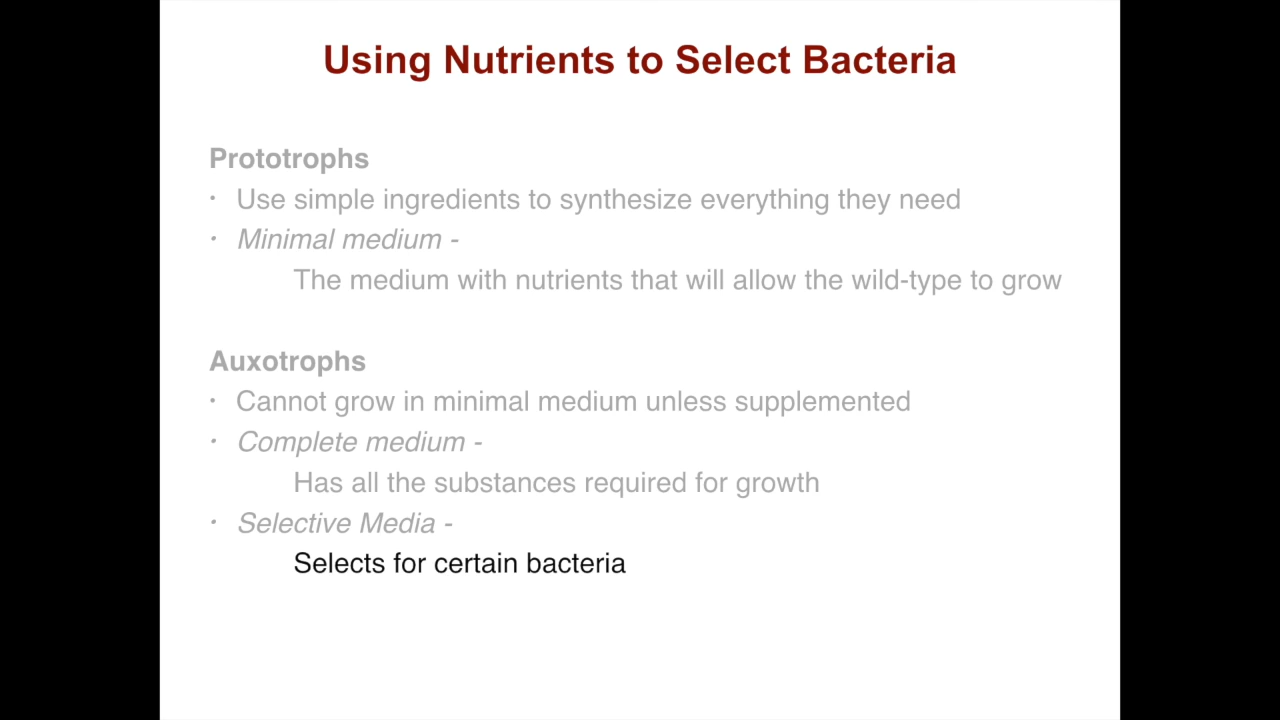 Using Nutrients to Select Bacteria
Prototrophs
• Use simple ingredients to synthesize everything they need
• Minimal medium -
The medium with nutrients that will allow the wild-type to grow
Auxotrophs
• Cannot grow in minimal medium unless supplemented
• Complete medium -
Has all the substances required for growth
• Selective Media -
Selects for certain bacteria